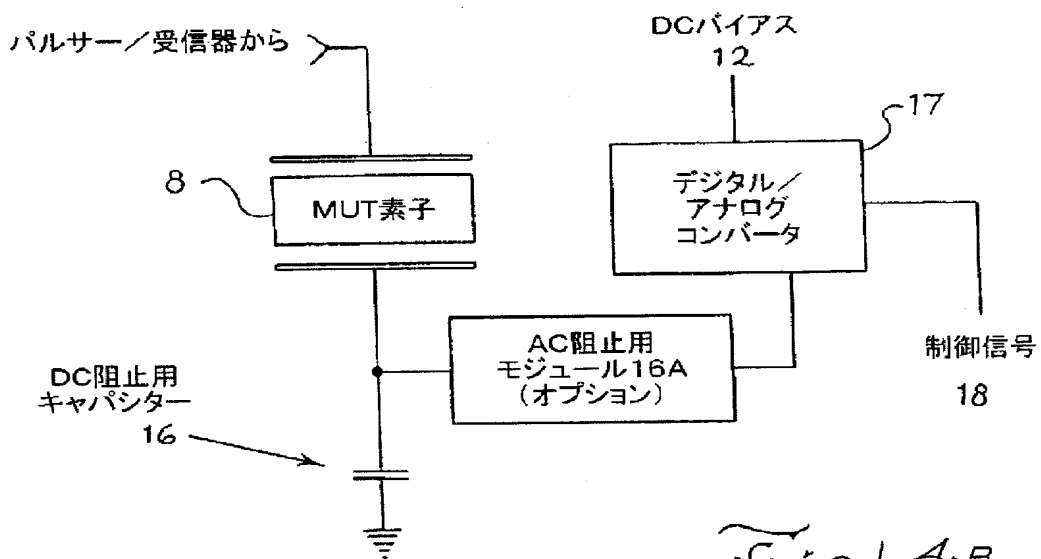 パルサー／受信器から
DCバイアス
12
17
8
MUT素子
デジタル／
アナログ
コンバータ
AC阻止用
モジュール16A
（オプション）
制御信号
18
DC阻止用
キャパシター
16